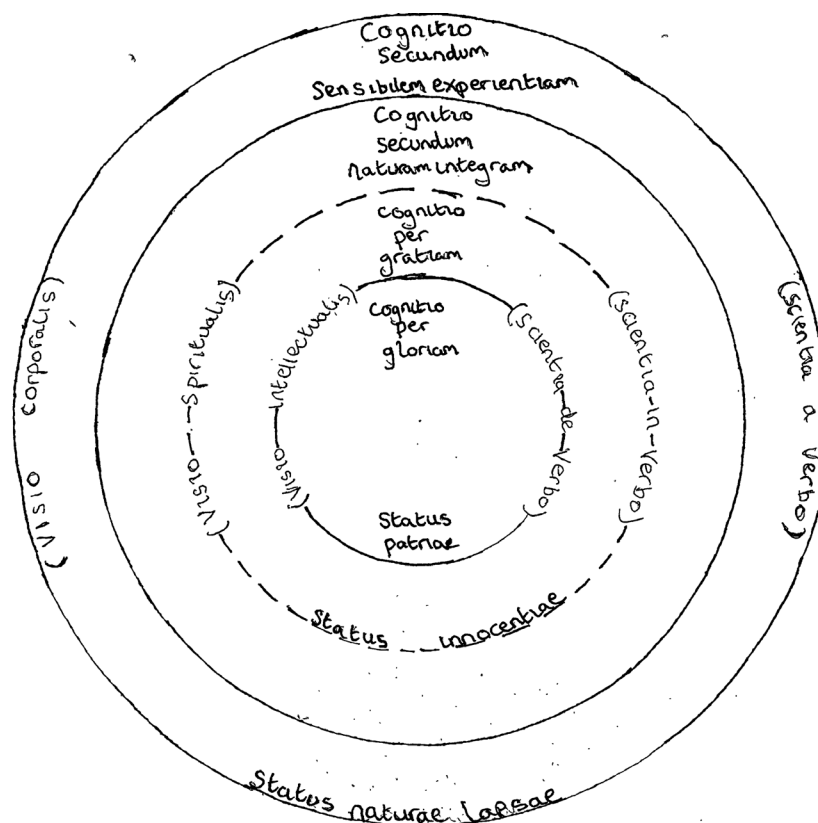 Cognitio
Secundum
Sensibilem experientiam
Cognitio
secundum
naturam integram
Cognitio
per
gratiam
Cognitio
per
gloriam
(Visio corporalis)
(Visio Spiritualis)
(Visio Intellectualis)
(Scientia de Verbo)
(scientia in Verbo)
(scientia a Verbo)
Status
patriae
Status innocentiae
Status naturae lapsae